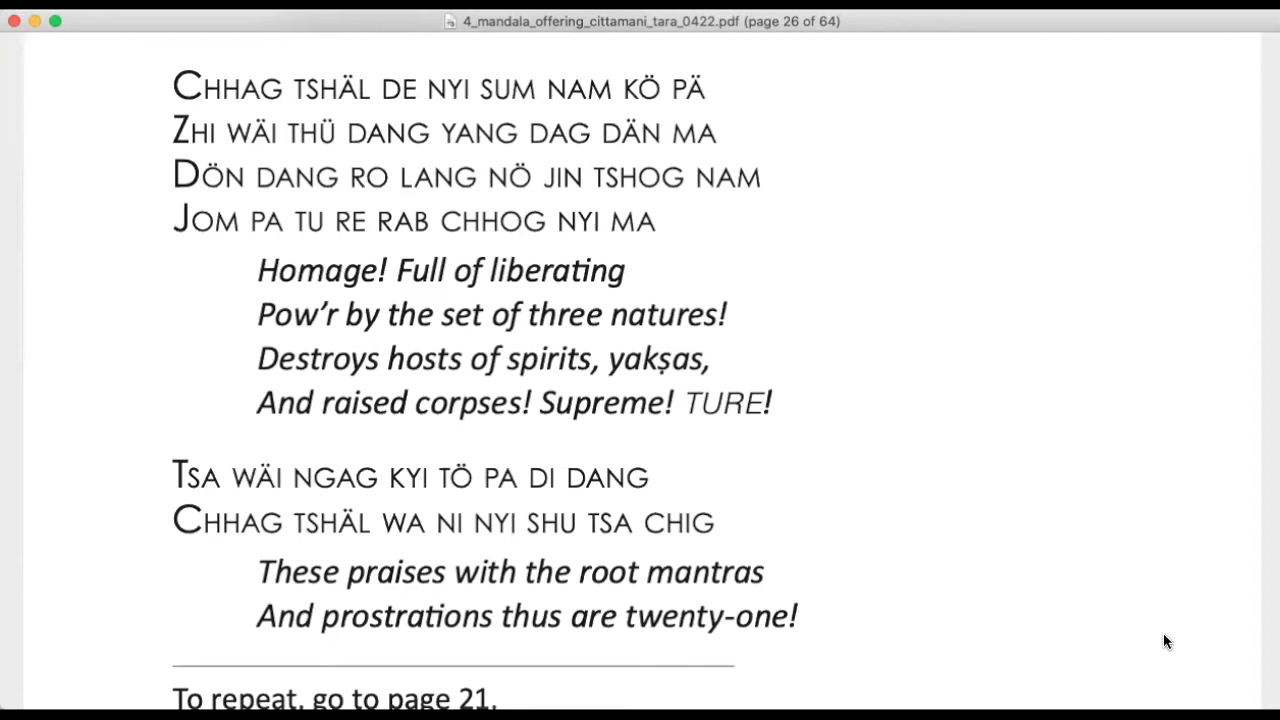 4_mandala_offering_cittamani_tara_0422.pdf (page 26 of 64)
CHHAG TSHÄL DE NYI SUM NAM KÖ PÄ
ZHI WÄI THÜ DANG YANG DAG DÄN MA
DÖN DANG RO LANG NÖ JIN TSHOG NAM
JOM PA TU RE RAB CHHOG NYI MA
Homage! Full of liberating
Pow’r by the set of three natures!
Destroys hosts of spirits, yakṣas,
And raised corpses! Supreme! TURE!
TSA WÄI NGAG KYI TÖ PA DI DANG
CHHAG TSHÄL WA NI NYI SHU TSA CHIG
These praises with the root mantras
And prostrations thus are twenty-one!
To repeat, go to page 21.